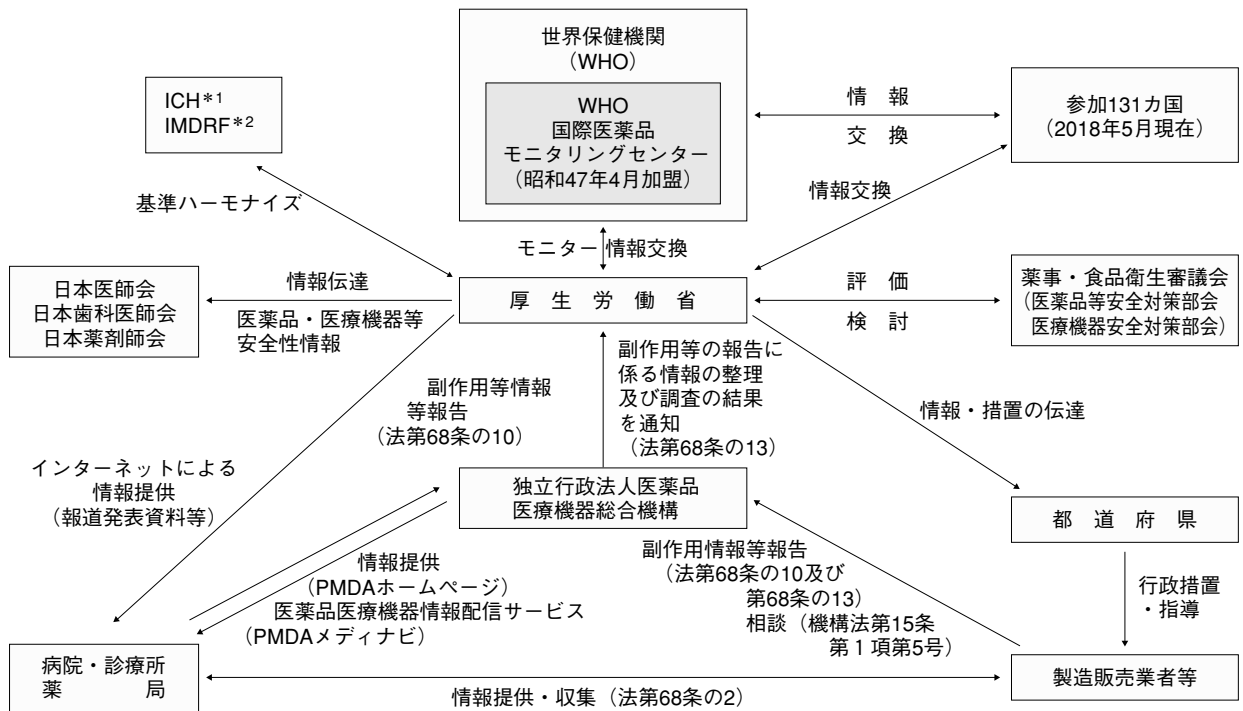 世界保健機関
(WHO)
WHO
国際医薬品
モニタリングセンター
(昭和47年4月加盟)
ICH*1
IMDRF*2
情 報
交 換
参加131カ国
(2018年5月現在)
基準ハーモナイズ
情報交換
モニター情報交換
日本医師会
日本歯科医師会
日本薬剤師会
情報伝達
医薬品・医療機器等
安全性情報
厚 生 労 働 省
評 価
検 討
薬事・食品衛生審議会
(医薬品等安全対策部会
医療機器安全対策部会)
副作用等情報
等報告
(法第68条の10)
副作用等の報告に
係る情報の整理
及び調査の結果
を通知
(法第68条の13)
情報・措置の伝達
インターネットによる
情報提供
(報道発表資料等)
独立行政法人医薬品
医療機器総合機構
都 道 府 県
情報提供
(PMDAホームページ)
医薬品医療機器情報配信サービス
(PMDAメディナビ)
副作用情報等報告
(法第68条の10及び
第68条の13)
相談(機構法第15条
第1項第5号)
行政措置
・指導
病院・診療所
薬 局
情報提供・収集(法第68条の2)
製造販売業者等